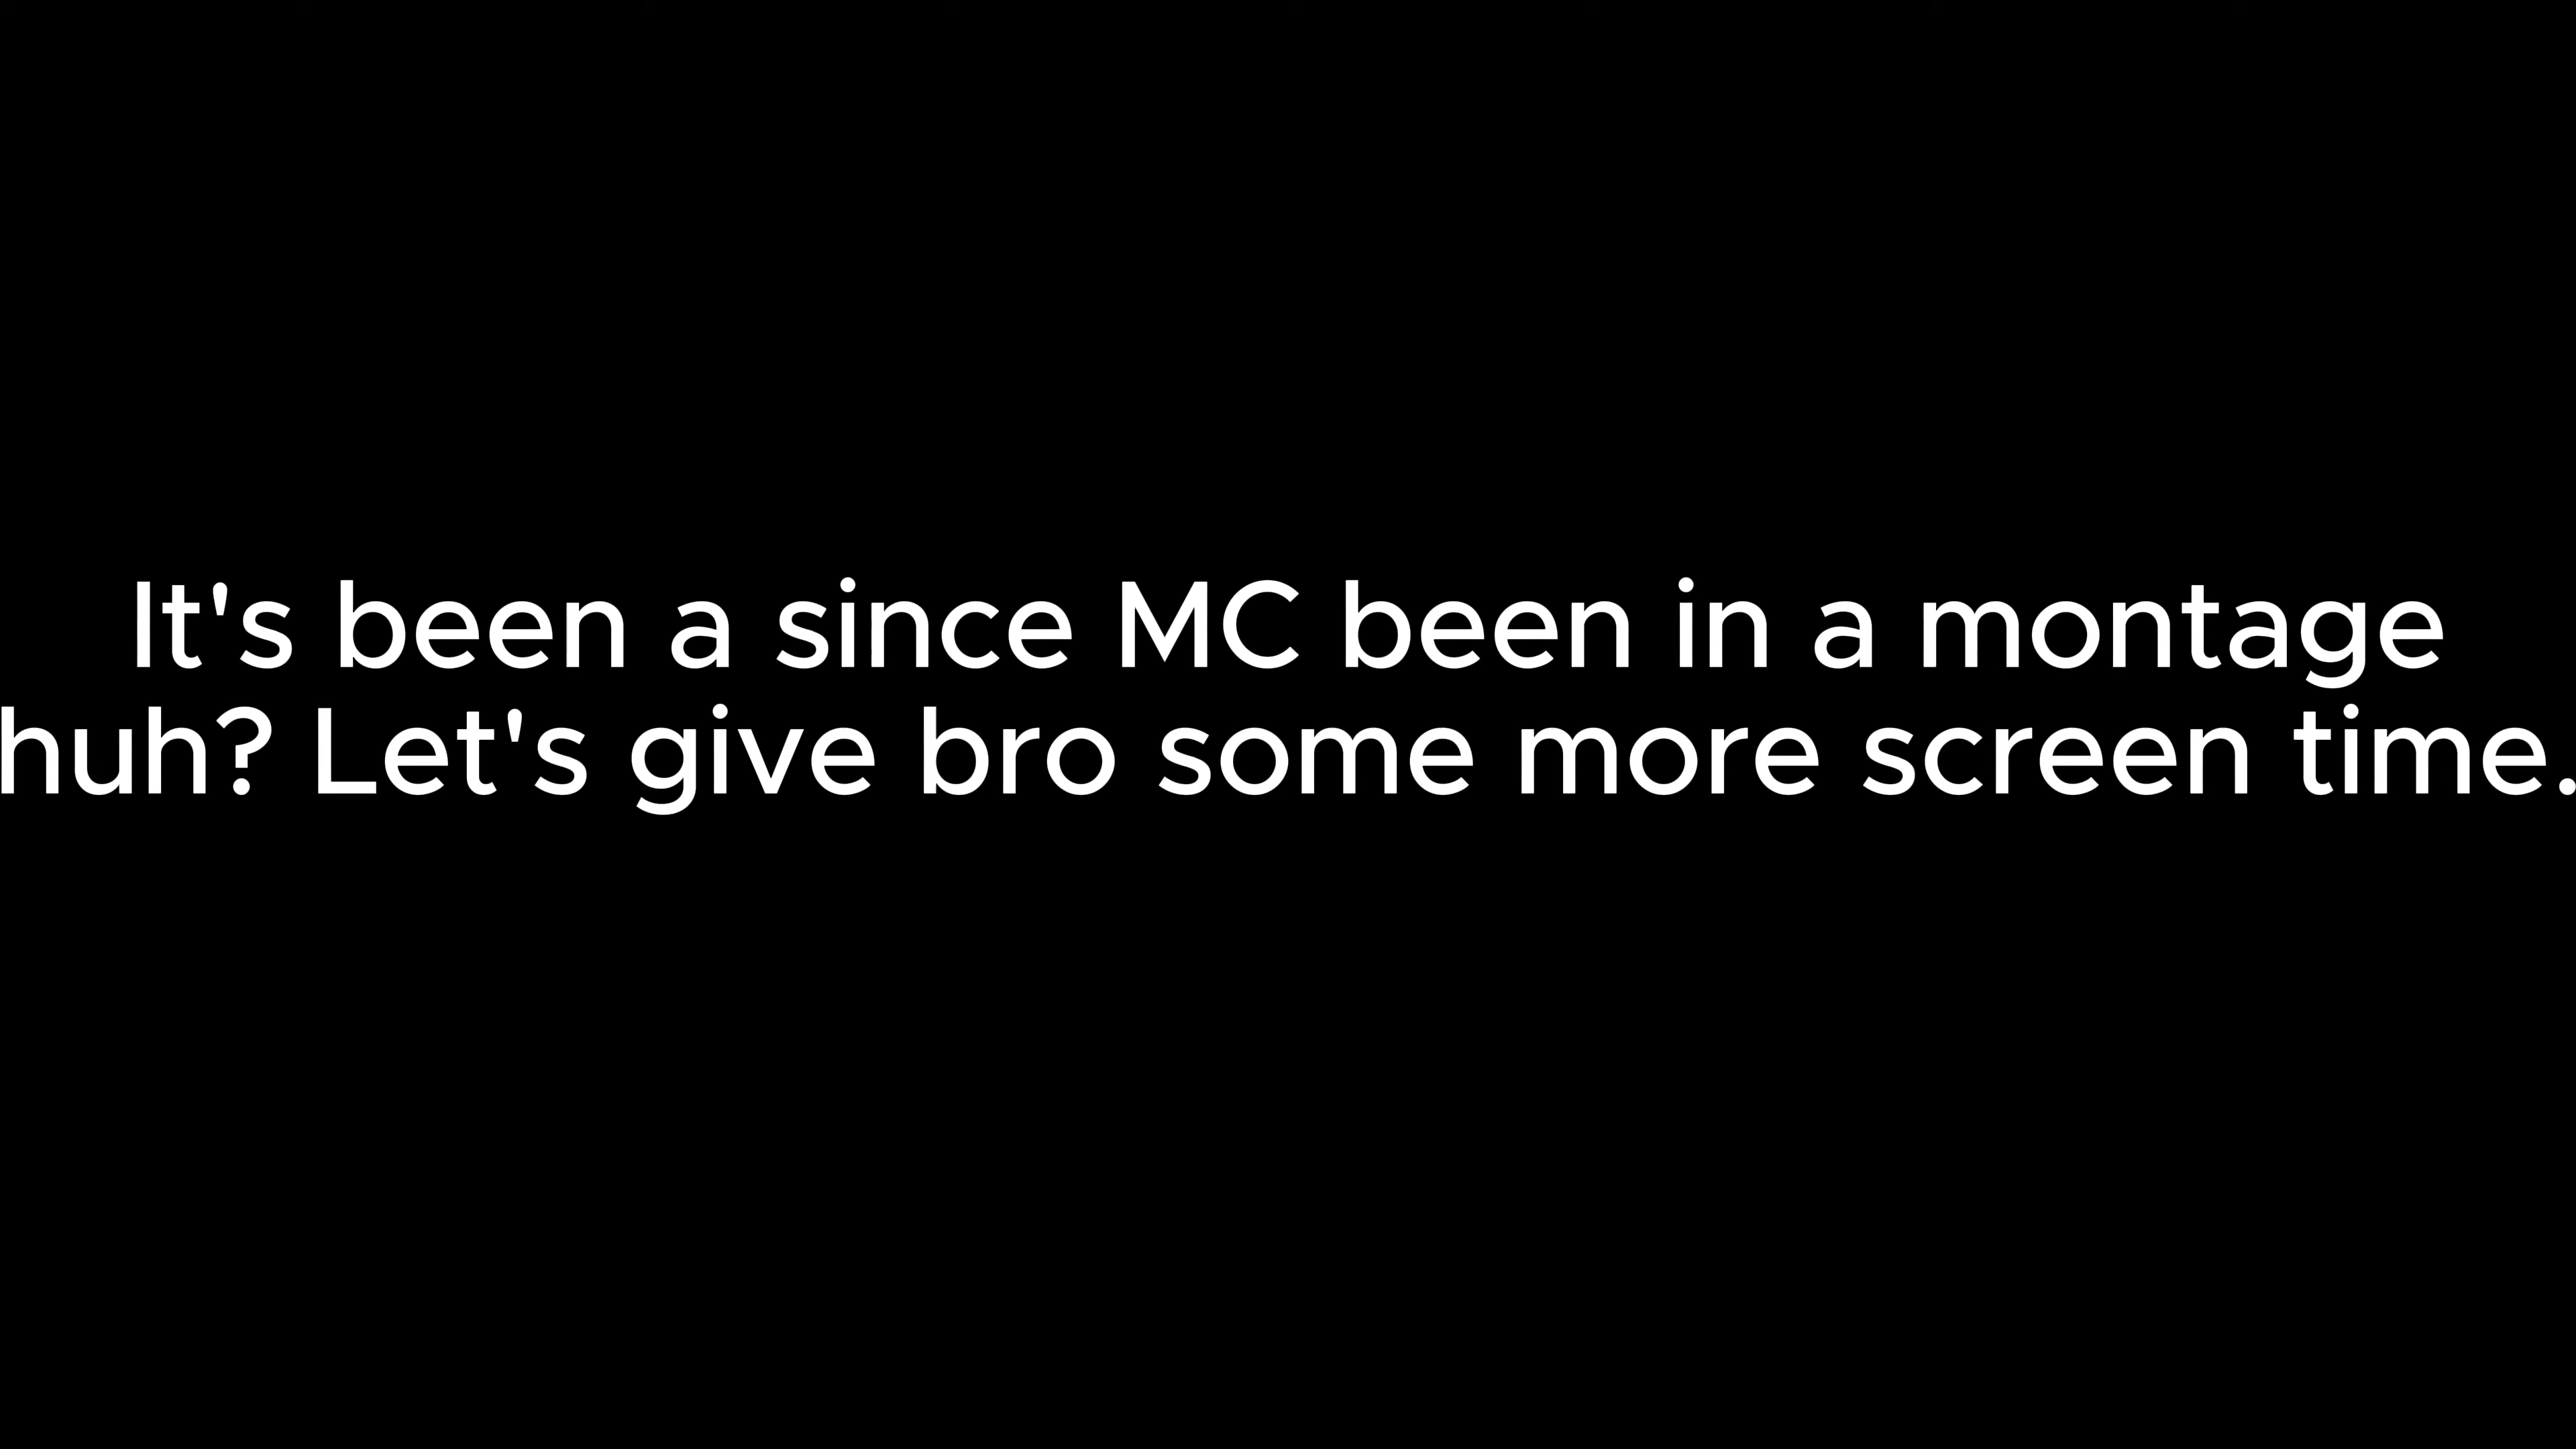 It's been a since MC been in a montage
huh? Let's give bro some more screen time.